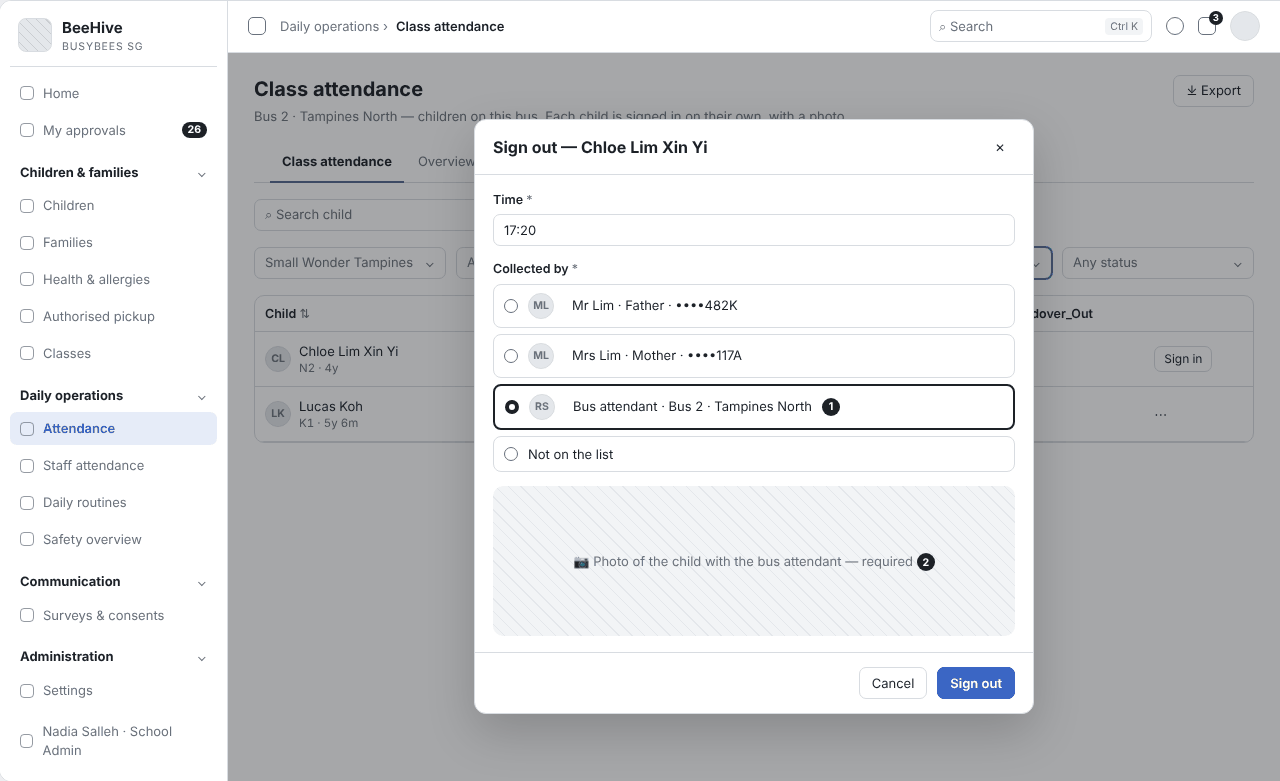 BeeHive
BUSYBEES SG
Home
My approvals 26
Children & families
Children
Families
Health & allergies
Authorised pickup
Classes
Daily operations
Attendance
Staff attendance
Daily routines
Safety overview
Communication
Surveys & consents
Administration
Settings
Nadia Salleh · School
Admin
Daily operations › Class attendance
Search Ctrl K
3
Class attendance
Export
Bus 2 · Tampines North — children on this bus. Each child is signed in on their own, with a photo.
Class attendance Overview
Search child
Small Wonder Tampines
Any status
Child
dover_Out
CL Chloe Lim Xin Yi
N2 · 4y
Sign in
LK Lucas Koh
K1 · 5y 6m
...
Sign out — Chloe Lim Xin Yi
×
Time *
17:20
Collected by *
ML Mr Lim · Father · ••••482K
ML Mrs Lim · Mother · ••••117A
RS Bus attendant · Bus 2 · Tampines North 1
Not on the list
Photo of the child with the bus attendant — required 2
Cancel Sign out